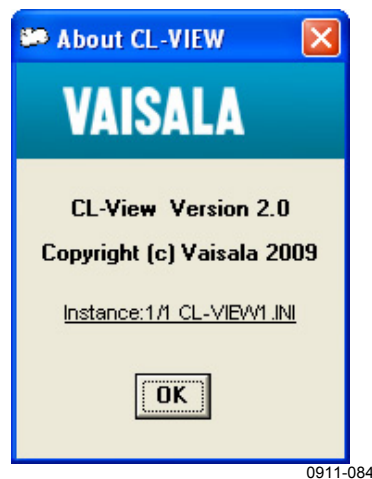 About CL-VIEW
VAISALA
CL-View Version 2.0
Copyright (c) Vaisala 2009
Instance:1/1 CL-VIEW1.INI
OK
0911-084